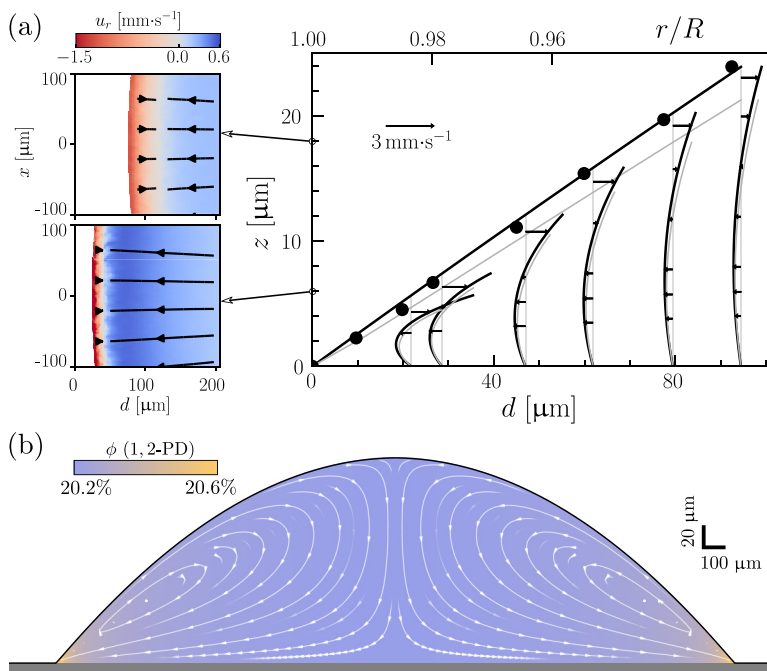 (a)
u_r [mm·s⁻¹]
−1.5 0.0 0.6
100
0
-100
x [µm]
100
0
-100
0 100 200
d [µm]
1.00 0.98 0.96 r/R
3 mm·s⁻¹
20
10
0
z [µm]
0 40 80
d [µm]
(b)
ϕ (1, 2-PD)
20.2% 20.6%
20 µm
100 µm